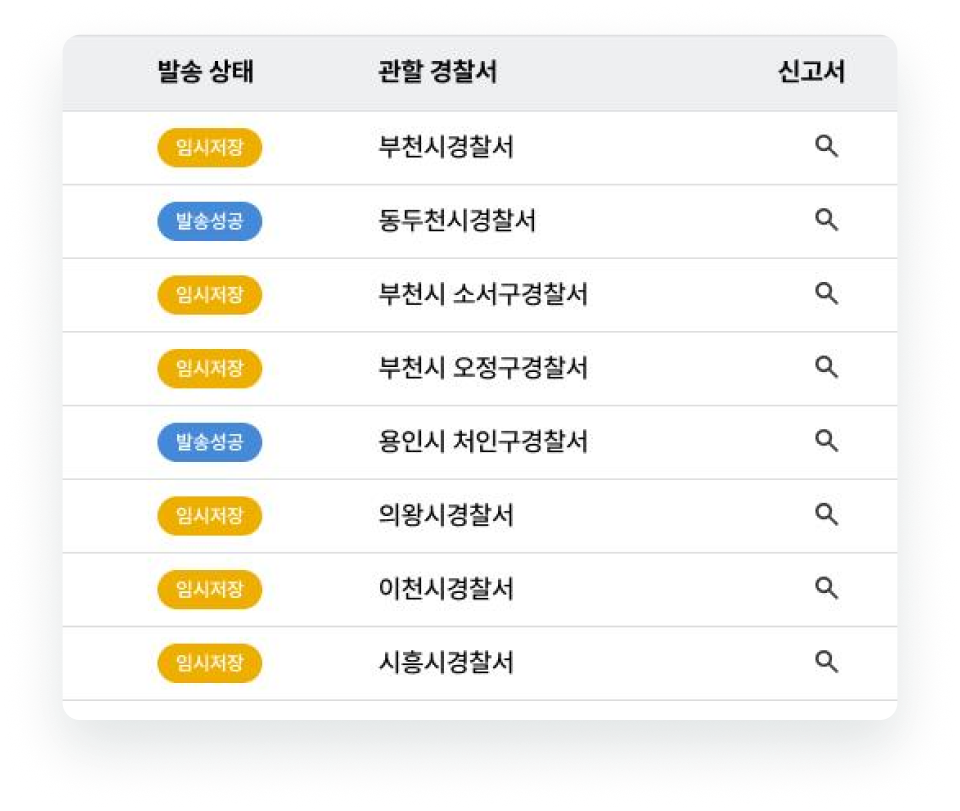 발송 상태 관할 경찰서 신고서
임시저장 부천시경찰서
발송성공 동두천시경찰서
임시저장 부천시 소서구경찰서
임시저장 부천시 오정구경찰서
발송성공 용인시 처인구경찰서
임시저장 의왕시경찰서
임시저장 이천시경찰서
임시저장 시흥시경찰서